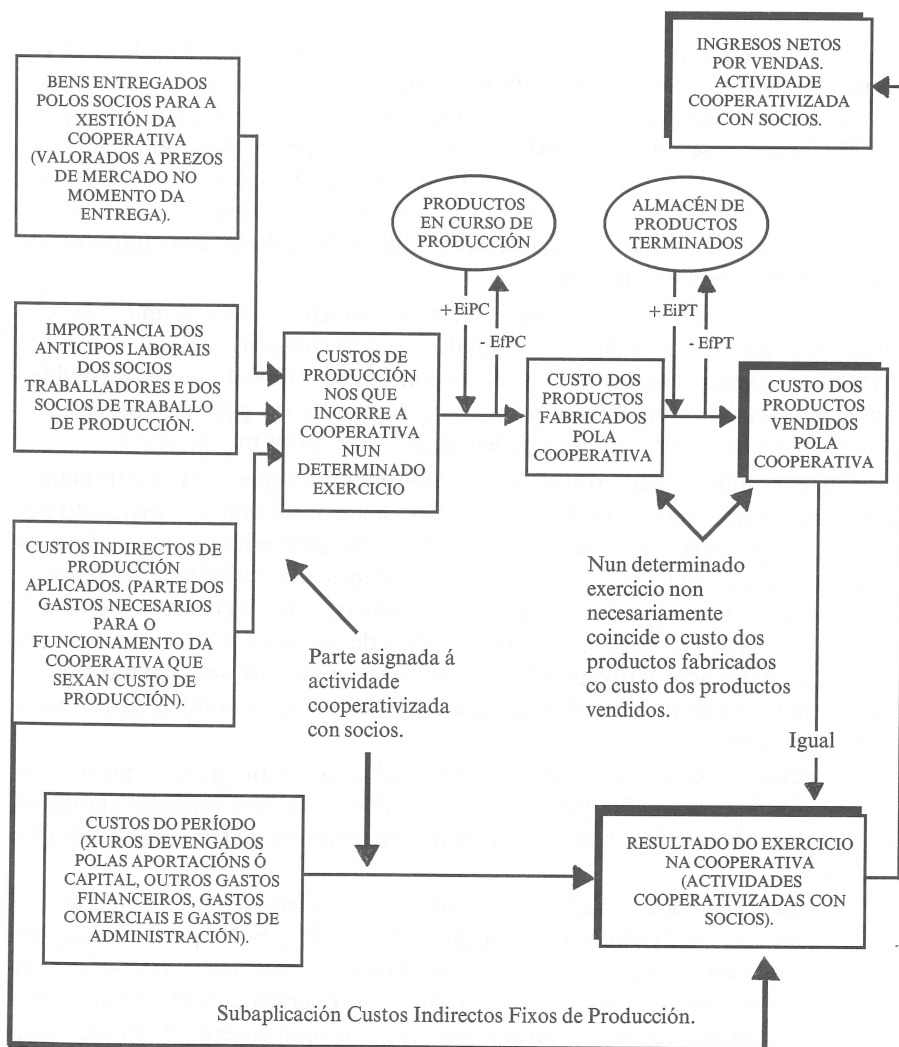 INGRESOS NETOS
POR VENDAS.
ACTIVIDADE
COOPERATIVIZADA
CON SOCIOS.
BENS ENTREGADOS
POLOS SOCIOS PARA A
XESTIÓN DA
COOPERATIVA
(VALORADOS A PREZOS
DE MERCADO NO
MOMENTO DA
ENTREGA).
PRODUCTOS
EN CURSO DE
PRODUCCIÓN
ALMACÉN DE
PRODUCTOS
TERMINADOS
+EiPC
- EfPC
+EiPT
- EfPT
IMPORTANCIA DOS
ANTICIPOS LABORAIS
DOS SOCIOS
TRABALLADORES E DOS
SOCIOS DE TRABALLO
DE PRODUCCIÓN.
CUSTOS DE
PRODUCCIÓN
NOS QUE
INCORRE A
COOPERATIVA
NUN
DETERMINADO
EXERCICIO
CUSTO DOS
PRODUCTOS
FABRICADOS
POLA
COOPERATIVA
CUSTO DOS
PRODUCTOS
VENDIDOS
POLA
COOPERATIVA
CUSTOS INDIRECTOS DE
PRODUCCIÓN
APLICADOS. (PARTE DOS
GASTOS NECESARIOS
PARA O
FUNCIONAMENTO DA
COOPERATIVA QUE
SEXAN CUSTO DE
PRODUCCIÓN).
Parte asignada á
actividade
cooperativizada
con socios.
Nun determinado
exercicio non
necesariamente
coincide o custo dos
productos fabricados
co custo dos productos
vendidos.
Igual
CUSTOS DO PERÍODO
(XUROS DEVENGADOS
POLAS APORTACIÓNS Ó
CAPITAL, OUTROS GASTOS
FINANCEIROS, GASTOS
COMERCIAIS E GASTOS DE
ADMINISTRACIÓN).
RESULTADO DO EXERCICIO
NA COOPERATIVA
(ACTIVIDADES
COOPERATIVIZADAS CON
SOCIOS).
Subaplicación Custos Indirectos Fixos de Producción.